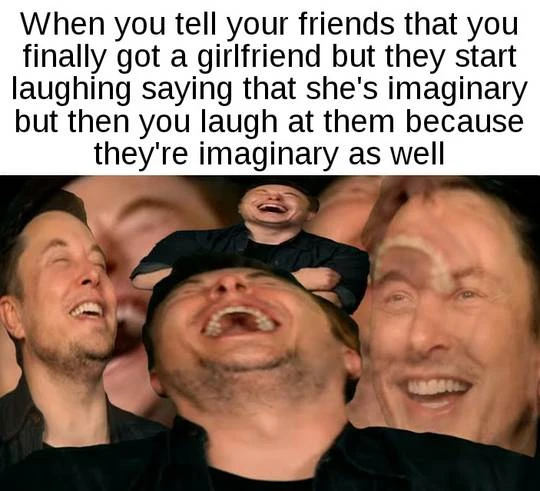 When you tell your friends that you
finally got a girlfriend but they start
laughing saying that she's imaginary
but then you laugh at them because
they're imaginary as well